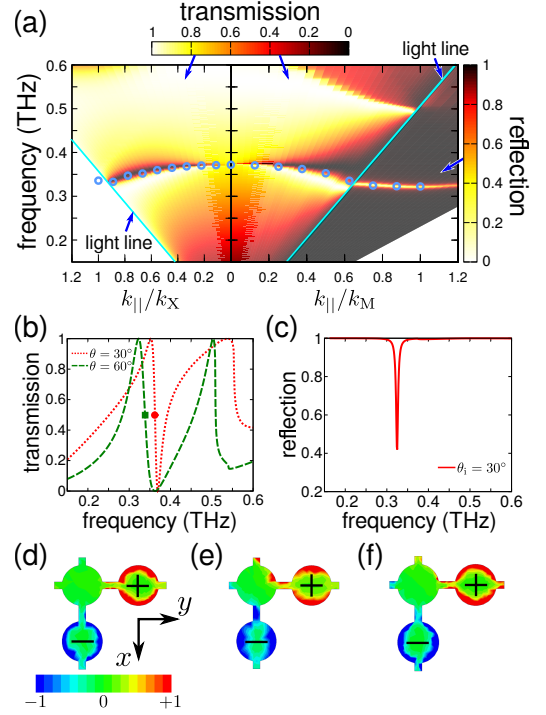 (a)
transmission
1 0.8 0.6 0.4 0.2 0
light line
0.6
0.5
0.4
0.3
0.2
frequency (THz)
light line
1
0.8
0.6
0.4
0.2
0
reflection
1.2 1 0.8 0.6 0.4 0.2 0 0.2 0.4 0.6 0.8 1 1.2
k||/kX k||/kM
(b) (c)
1
0.8
0.6
0.4
0.2
0
transmission
θ = 30°
θ = 60°
0.2 0.3 0.4 0.5 0.6
frequency (THz)
1
0.8
0.6
0.4
0.2
reflection
θi = 30°
0.2 0.3 0.4 0.5 0.6
frequency (THz)
(d) (e) (f)
+ + +
− − −
y
x
−1 0 +1